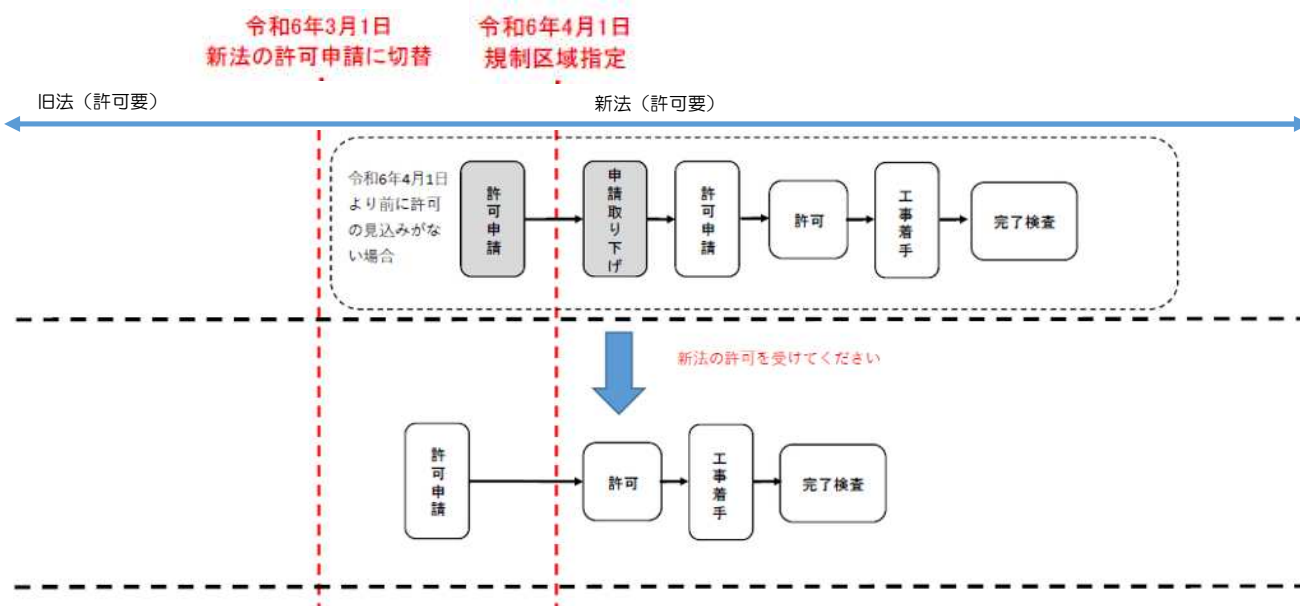 令和6年3月1日
新法の許可申請に切替
令和6年4月1日
規制区域指定
旧法（許可要）
新法（許可要）
令和6年4月1日
より前に許可
の見込みがな
い場合
許可申請
申請取り下げ
許可申請
許可
工事着手
完了検査
新法の許可を受けてください
許可申請
許可
工事着手
完了検査